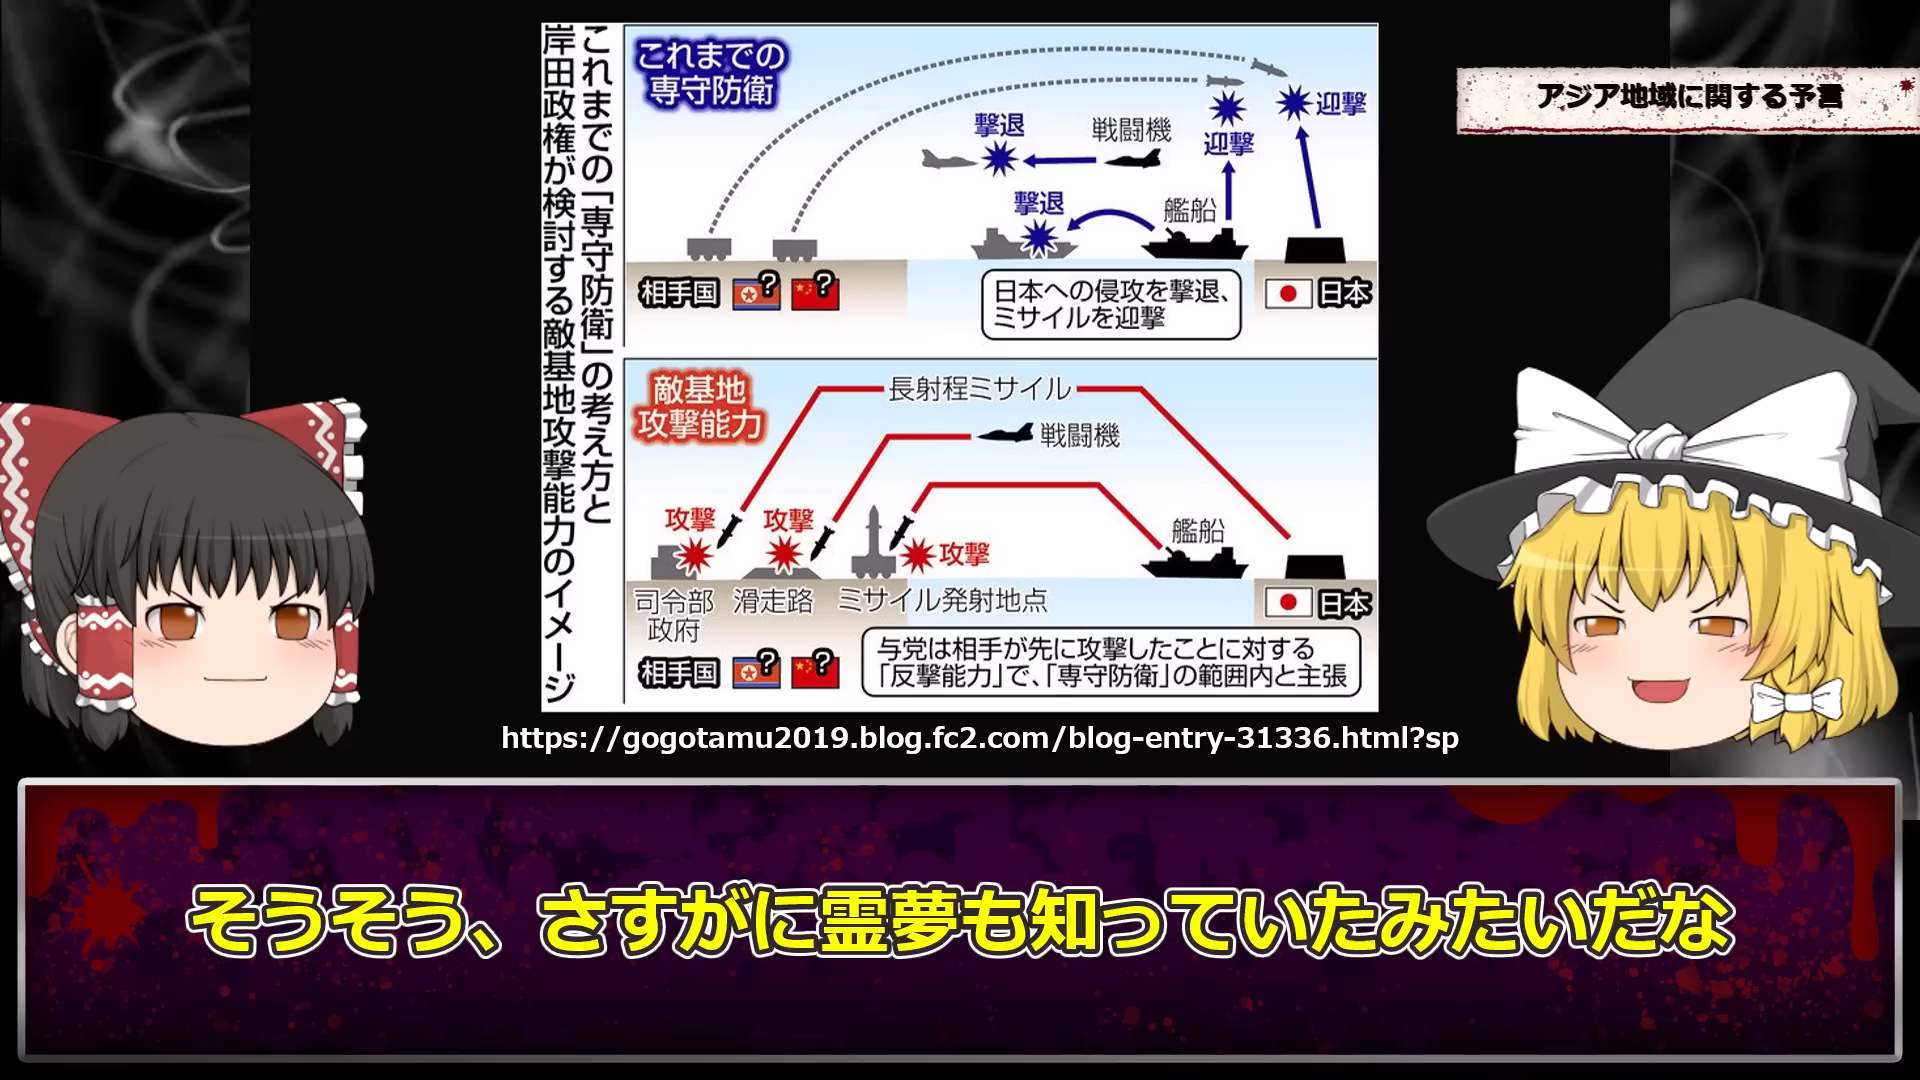 これまでの「専守防衛」の考え方と
岸田政権が検討する敵基地攻撃能力のイメージ
これまでの
専守防衛
迎撃
撃退
戦闘機
迎撃
撃退
艦船
相手国
?
?
日本への侵攻を撃退、
ミサイルを迎撃
日本
敵基地
攻撃能力
長射程ミサイル
戦闘機
攻撃
攻撃
攻撃
艦船
司令部
政府
滑走路
ミサイル発射地点
日本
相手国
?
?
与党は相手が先に攻撃したことに対する
「反撃能力」で、「専守防衛」の範囲内と主張
アジア地域に関する予言
https://gogotamu2019.blog.fc2.com/blog-entry-31336.html?sp
そうそう、さすがに霊夢も知っていたみたいだな